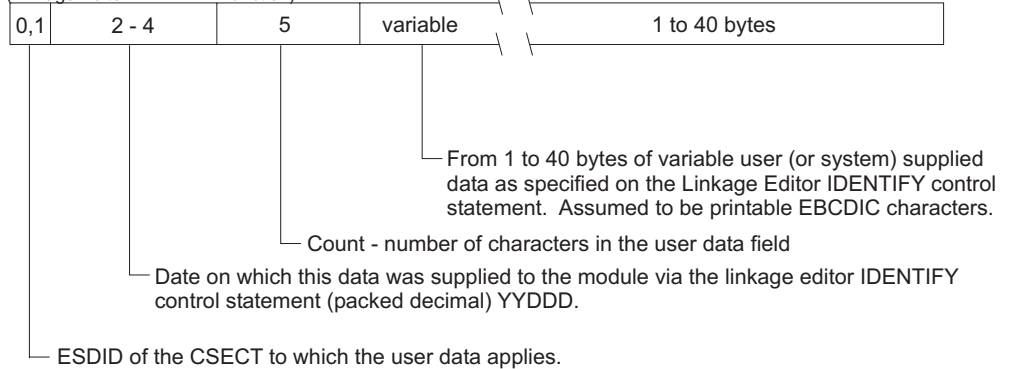 0,1 2 - 4 5 variable 1 to 40 bytes
From 1 to 40 bytes of variable user (or system) supplied
data as specified on the Linkage Editor IDENTIFY control
statement. Assumed to be printable EBCDIC characters.
Count - number of characters in the user data field
Date on which this data was supplied to the module via the linkage editor IDENTIFY
control statement (packed decimal) YYDDD.
ESDID of the CSECT to which the user data applies.